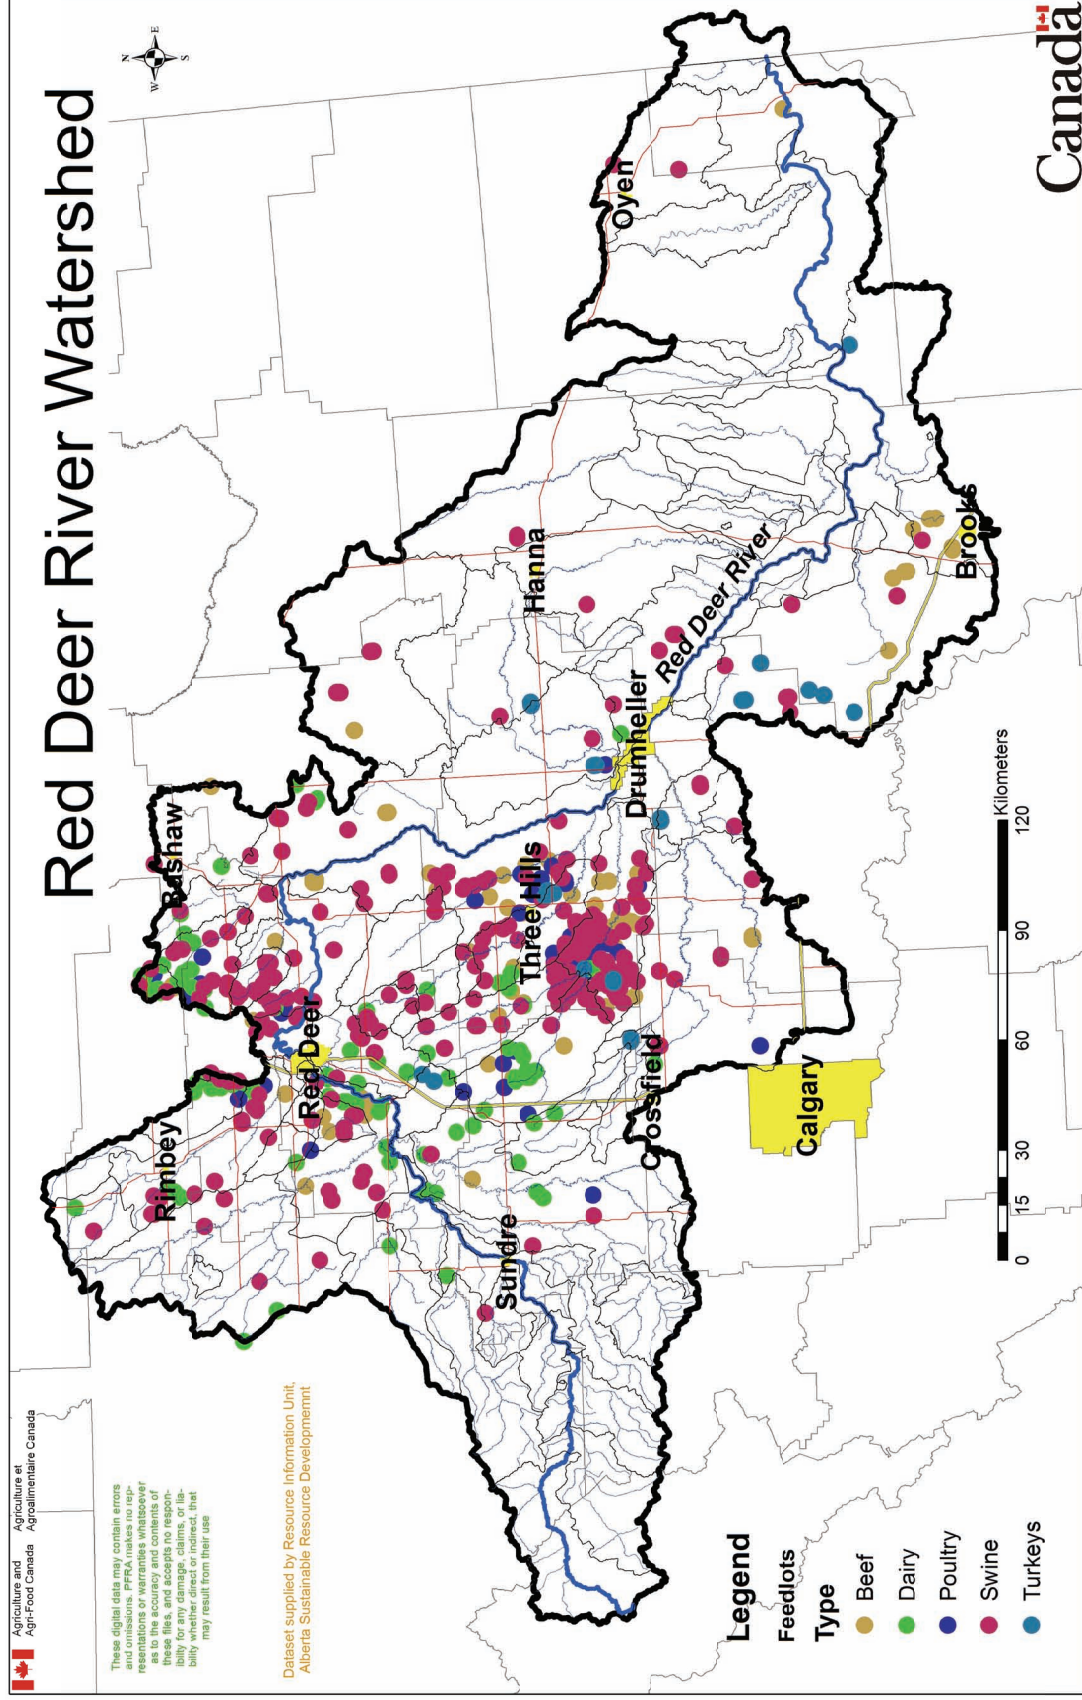 Agriculture and
Agri-Food Canada
Agriculture et
Agroalimentaire Canada
Red Deer River Watershed
N
W
E
S
These digital data may contain errors
and omissions. PFRA makes no rep-
resentations or warranties whatsoever
as to the accuracy and contents of
these files, and accepts no respon-
ibilty for any damage, claims, or lia-
bility whether direct or indirect, that
may result from their use
Dataset supplied by Resource Information Unit,
Alberta Sustainable Resource Developmemnt
Rimbey
Bashaw
Red Deer
Sundre
Three Hills
Hanna
Oyen
Drumheller
Red Deer River
Crossfield
Calgary
Brooks
Legend
Feedlots
Type
Beef
Dairy
Poultry
Swine
Turkeys
0 15 30 60 90 120
Kilometers
Canada